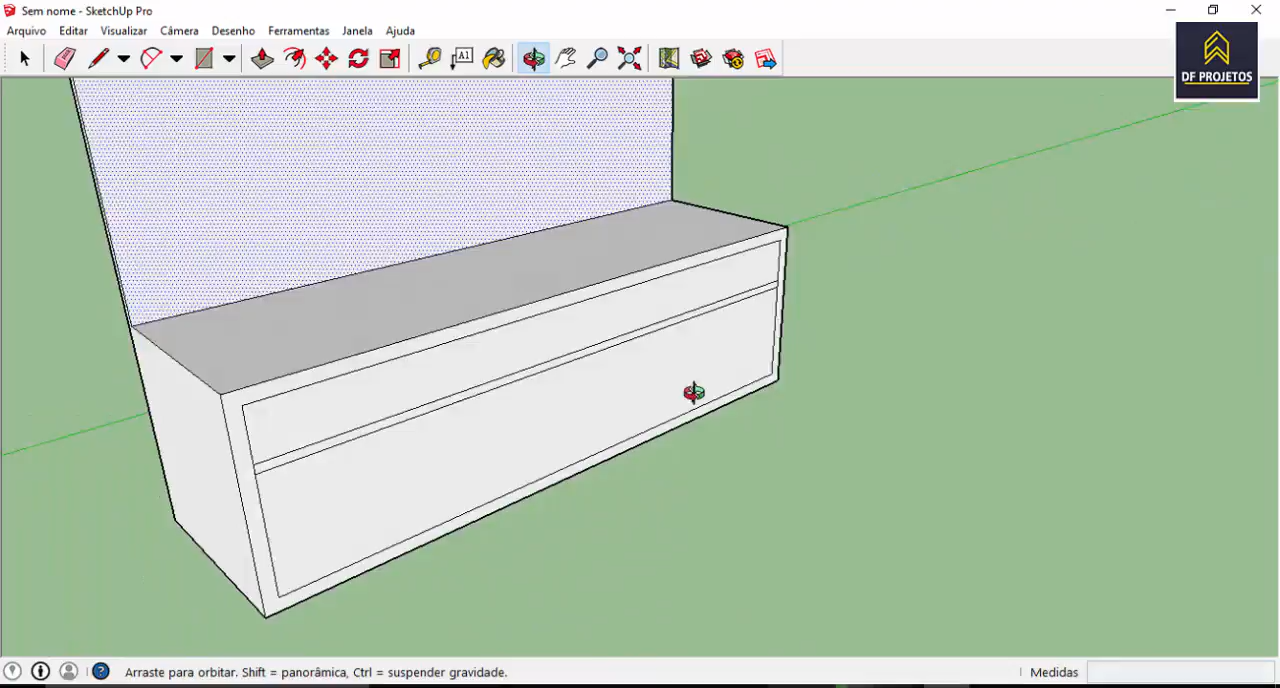 Sem nome - SketchUp Pro
Arquivo Editar Visualizar Câmera Desenho Ferramentas Janela Ajuda
A1
DF PROJETOS
Arraste para orbitar. Shift = panorâmica, Ctrl = suspender gravidade.
Medidas